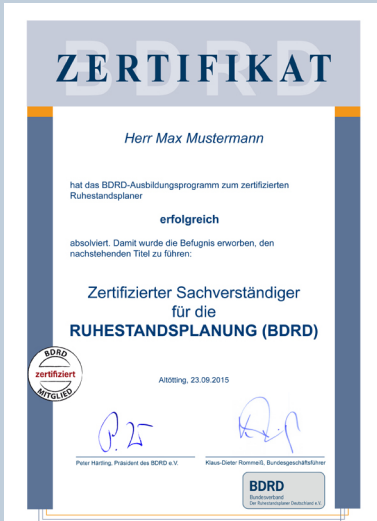 ZERTIFIKAT
BDRD
Herr Max Mustermann
hat das BDRD-Ausbildungsprogramm zum zertifizierten
Ruhestandsplaner
erfolgreich
absolviert. Damit wurde die Befugnis erworben, den
nachstehenden Titel zu führen:
Zertifizierter Sachverständiger
für die
RUHESTANDSPLANUNG (BDRD)
BDRD
zertifiziert
MITGLIED
Altötting, 23.09.2015
Peter Härtling, Präsident des BDRD e.V.
Klaus-Dieter Rommeiß, Bundesgeschäftsführer
BDRD
Bundesverband
Der Ruhestandsplaner Deutschland e.V.